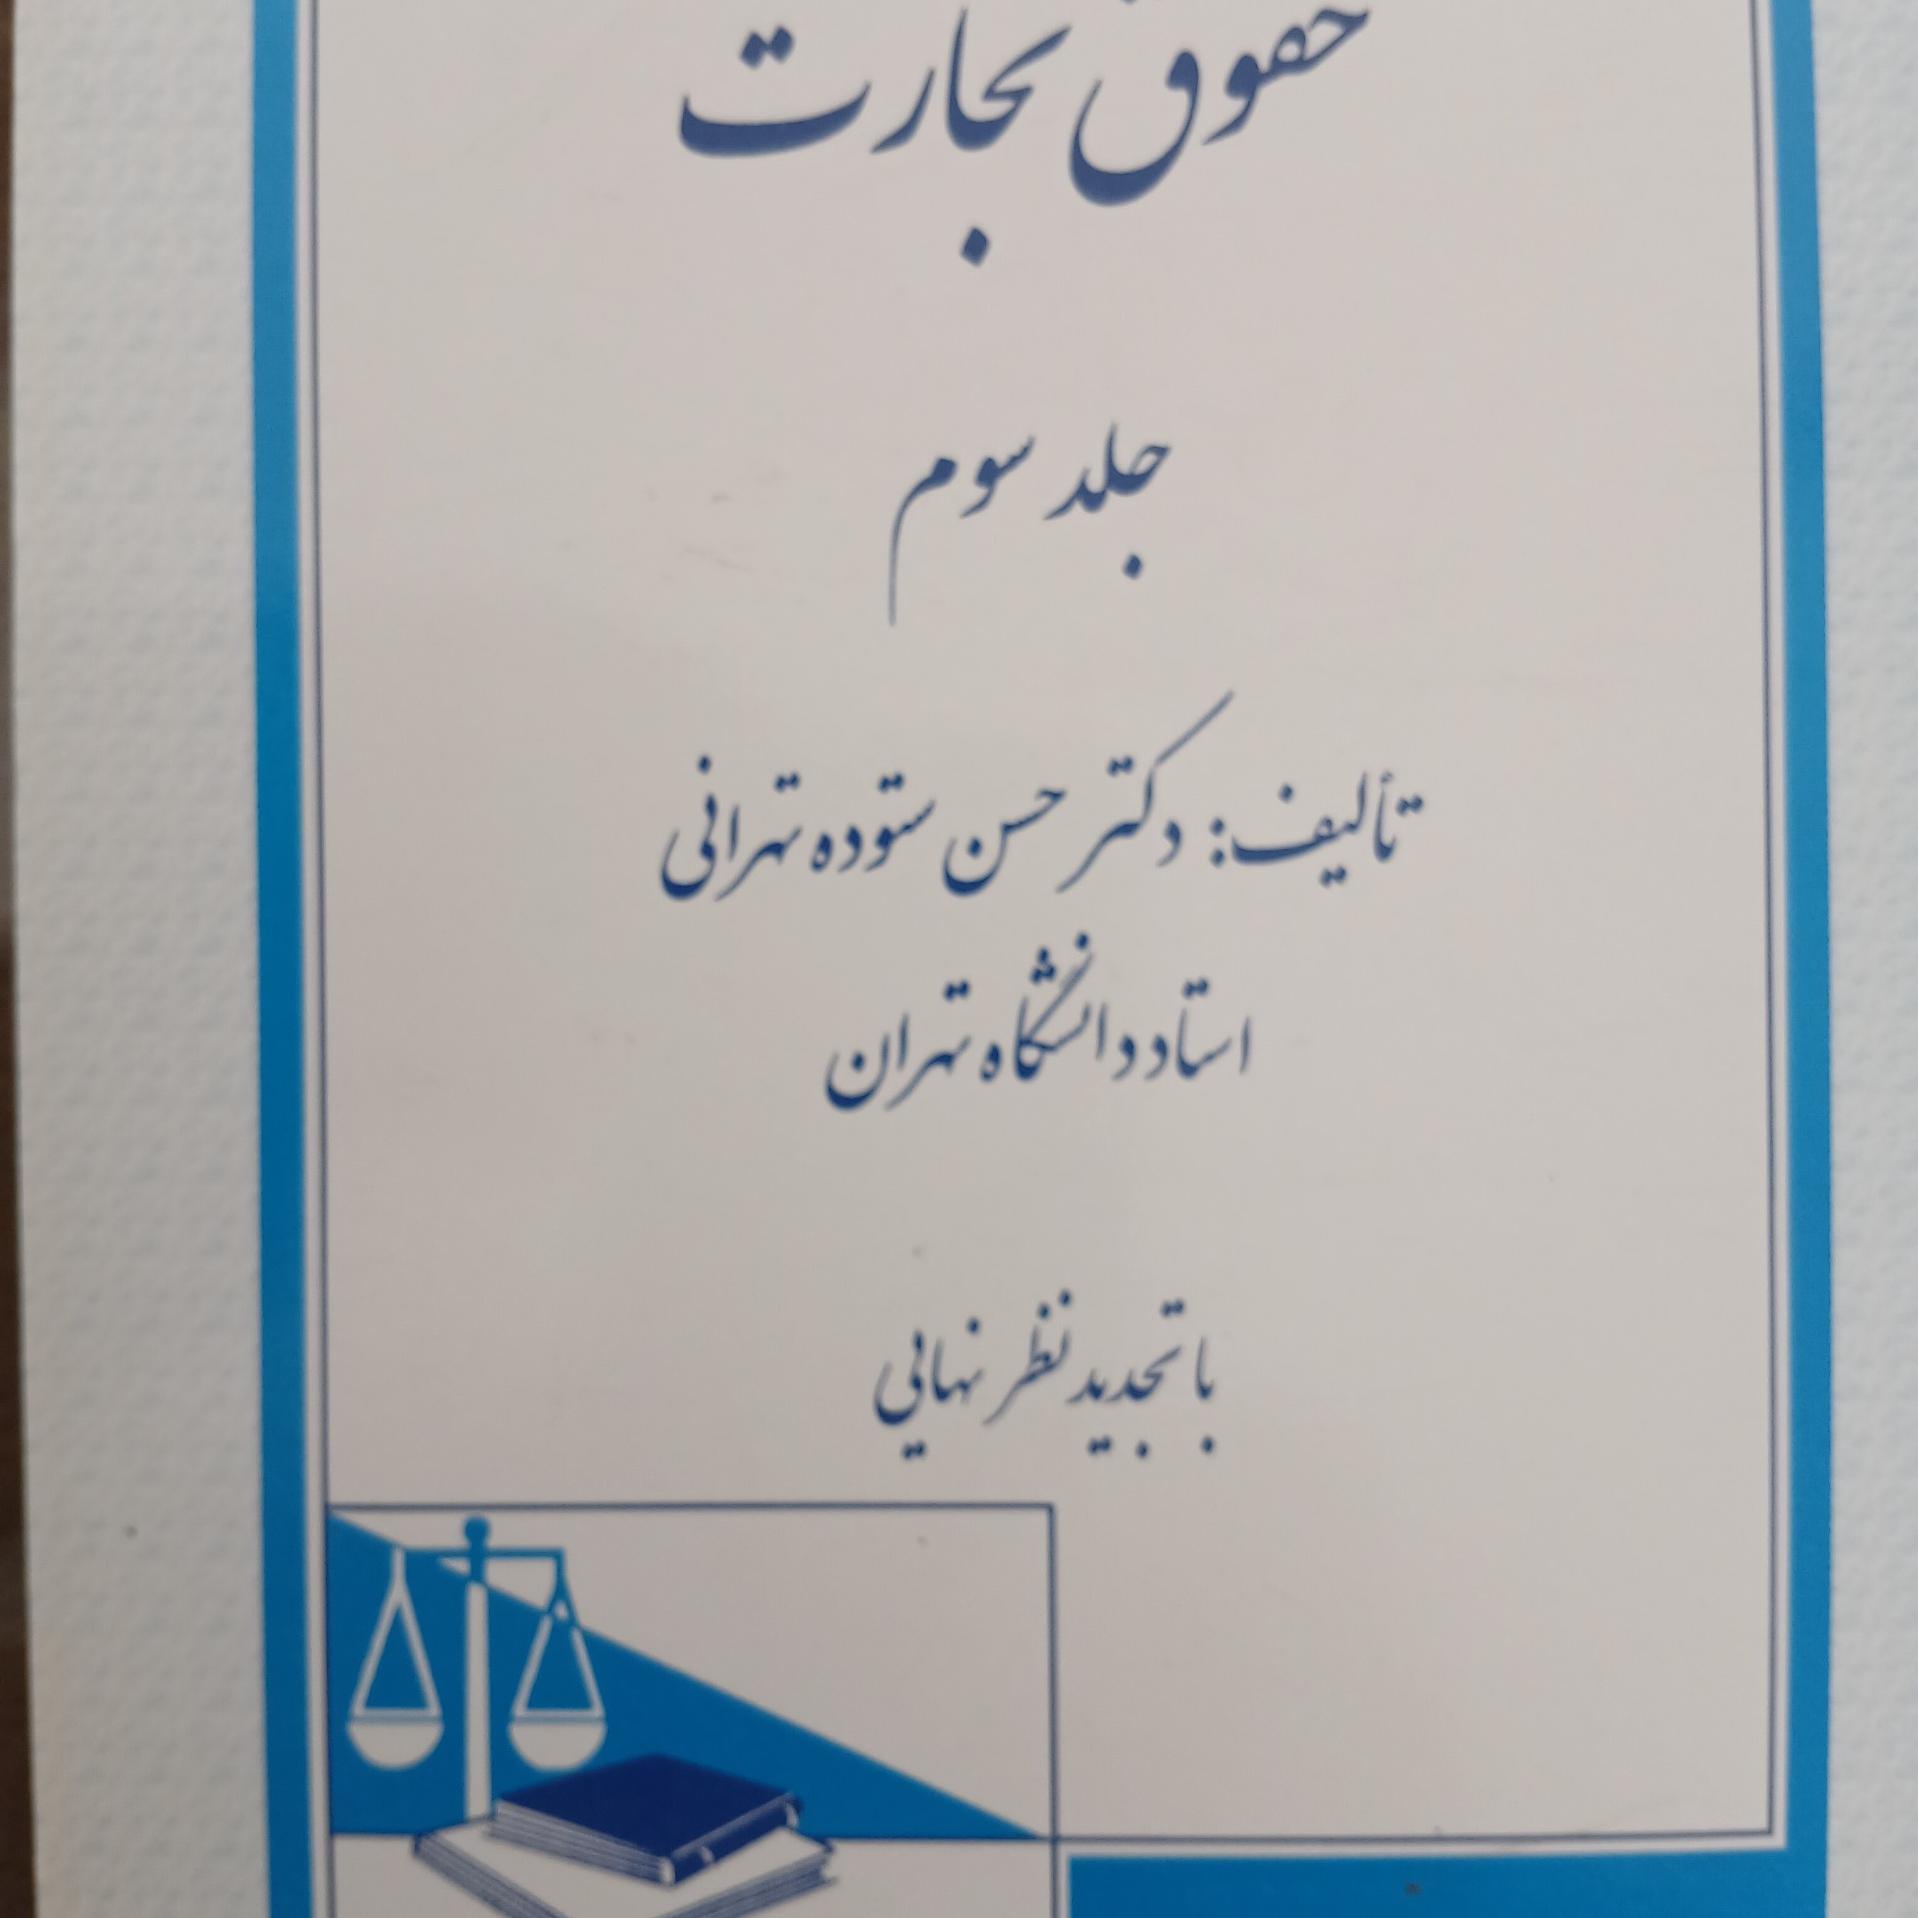 حقوق تجارت
جلد سوم
تألیف: دکتر حسن ستوده تهرانی
استاد دانشگاه تهران
با تجدید نظر نهایی